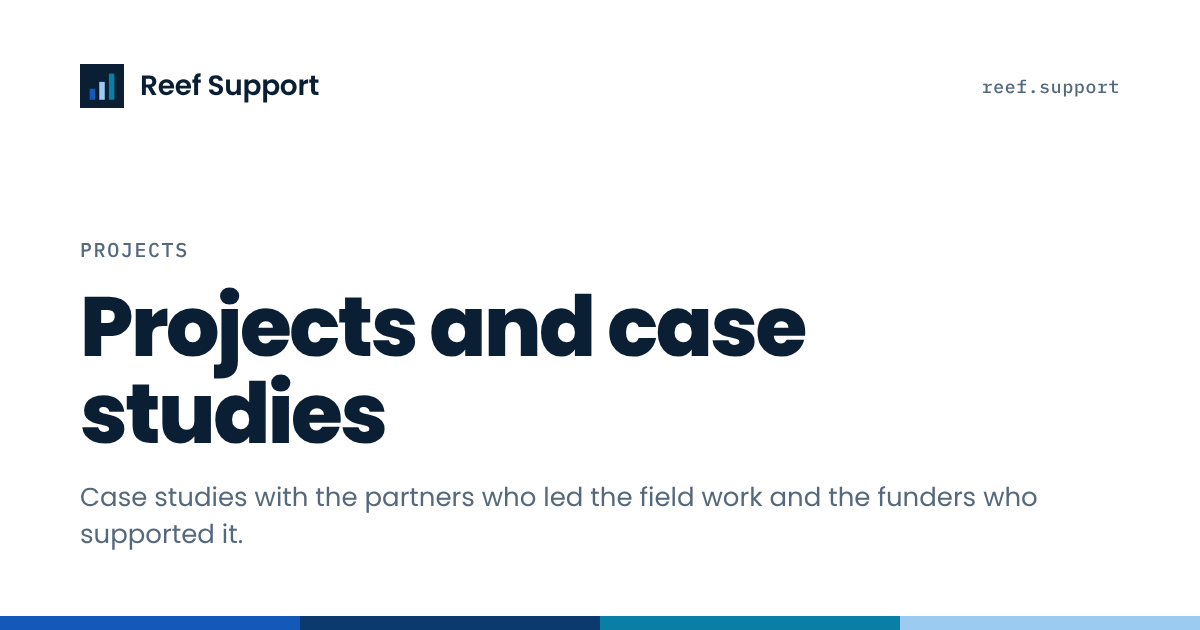 Reef Support
reef.support
PROJECTS
Projects and case
studies
Case studies with the partners who led the field work and the funders who
supported it.